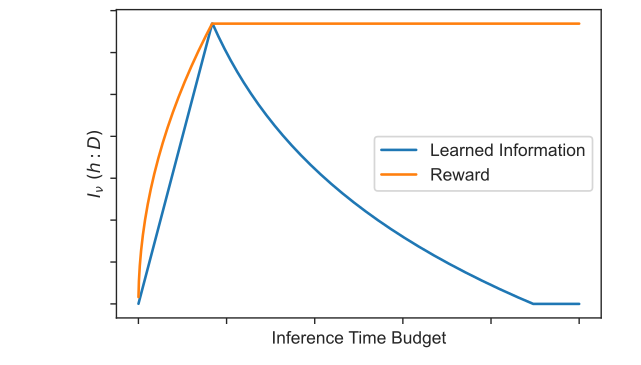 I_ν (h : D)
Learned Information
Reward
Inference Time Budget